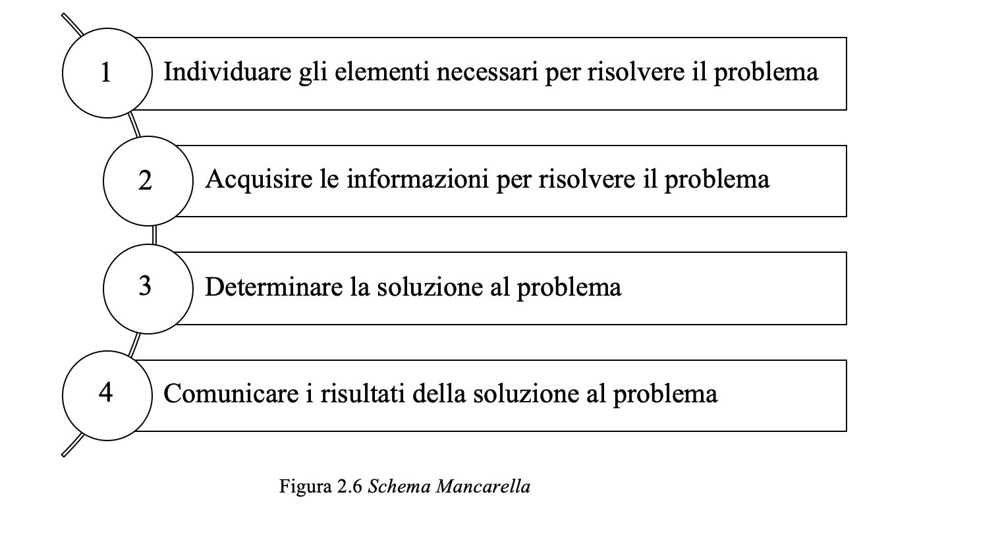 1
Individuare gli elementi necessari per risolvere il problema
2
Acquisire le informazioni per risolvere il problema
3
Determinare la soluzione al problema
4
Comunicare i risultati della soluzione al problema
Figura 2.6 Schema Mancarella